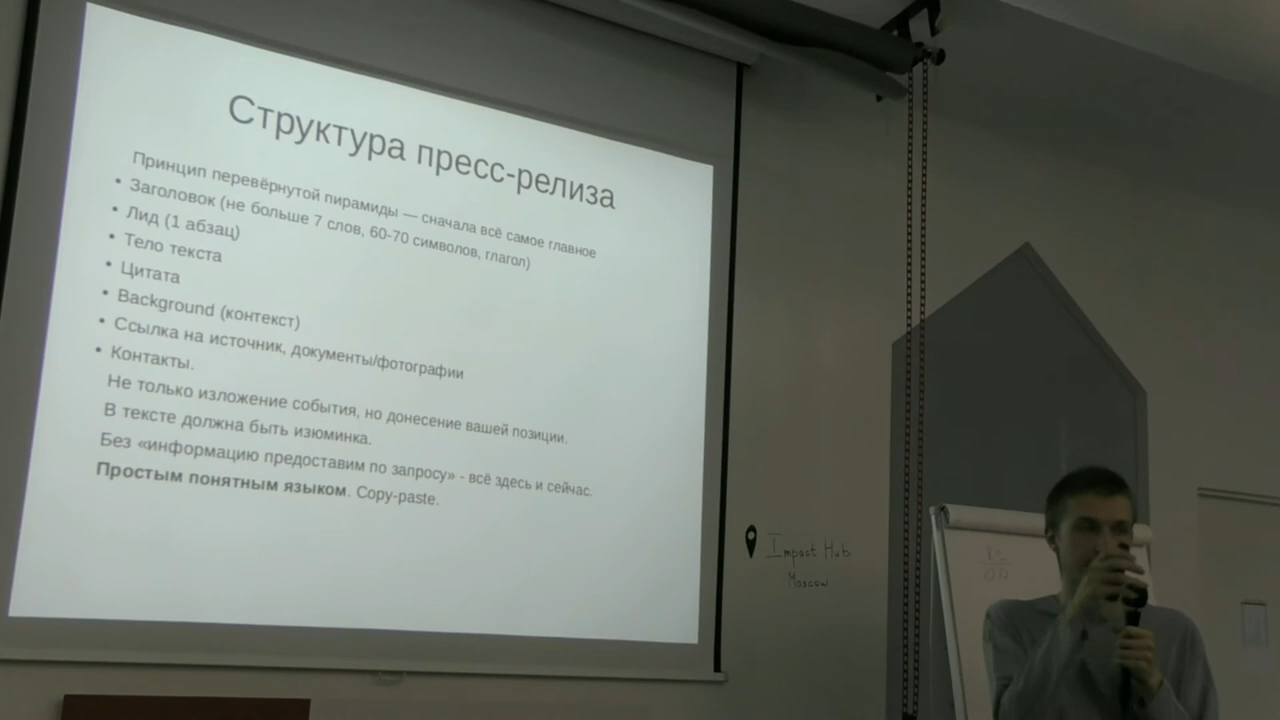 Структура пресс-релиза
Принцип перевёрнутой пирамиды — сначала всё самое главное
• Заголовок (не больше 7 слов, 60-70 символов, глагол)
• Лид (1 абзац)
• Тело текста
• Цитата
• Background (контекст)
• Ссылка на источник, документы/фотографии
• Контакты.
Не только изложение события, но донесение вашей позиции.
В тексте должна быть изюминка.
Без «информацию предоставим по запросу» - всё здесь и сейчас.
Простым понятным языком. Copy-paste.
Impact Hub
Moscow